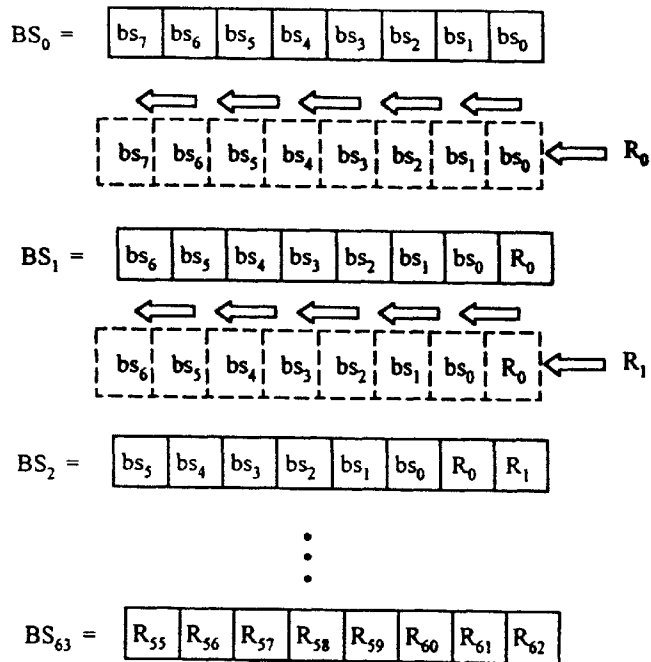 BS₀ = bs₇ bs₆ bs₅ bs₄ bs₃ bs₂ bs₁ bs₀
bs₇ bs₆ bs₅ bs₄ bs₃ bs₂ bs₁ bs₀ R₀
BS₁ = bs₆ bs₅ bs₄ bs₃ bs₂ bs₁ bs₀ R₀
bs₆ bs₅ bs₄ bs₃ bs₂ bs₁ bs₀ R₀ R₁
BS₂ = bs₅ bs₄ bs₃ bs₂ bs₁ bs₀ R₀ R₁
BS₆₃ = R₅₅ R₅₆ R₅₇ R₅₈ R₅₉ R₆₀ R₆₁ R₆₂